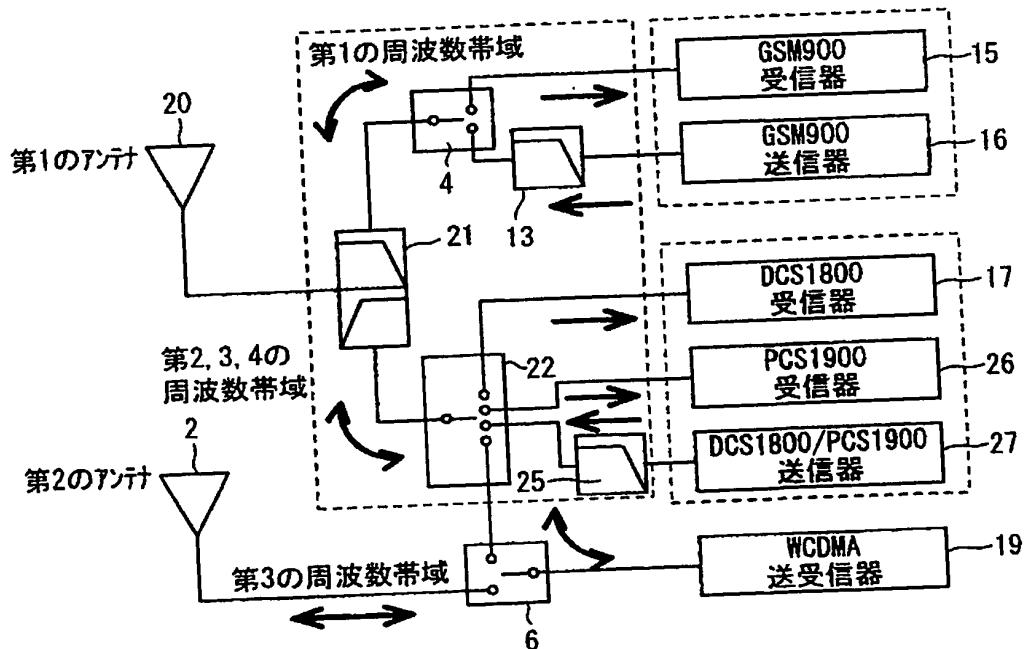 第1の周波数帯域
GSM900
受信器
15
20
第1のアンテナ
4
GSM900
送信器
16
13
21
DCS1800
受信器
17
第2,3,4の
周波数帯域
22
PCS1900
受信器
26
2
第2のアンテナ
25
DCS1800/PCS1900
送信器
27
第3の周波数帯域
WCDMA
送受信器
19
6